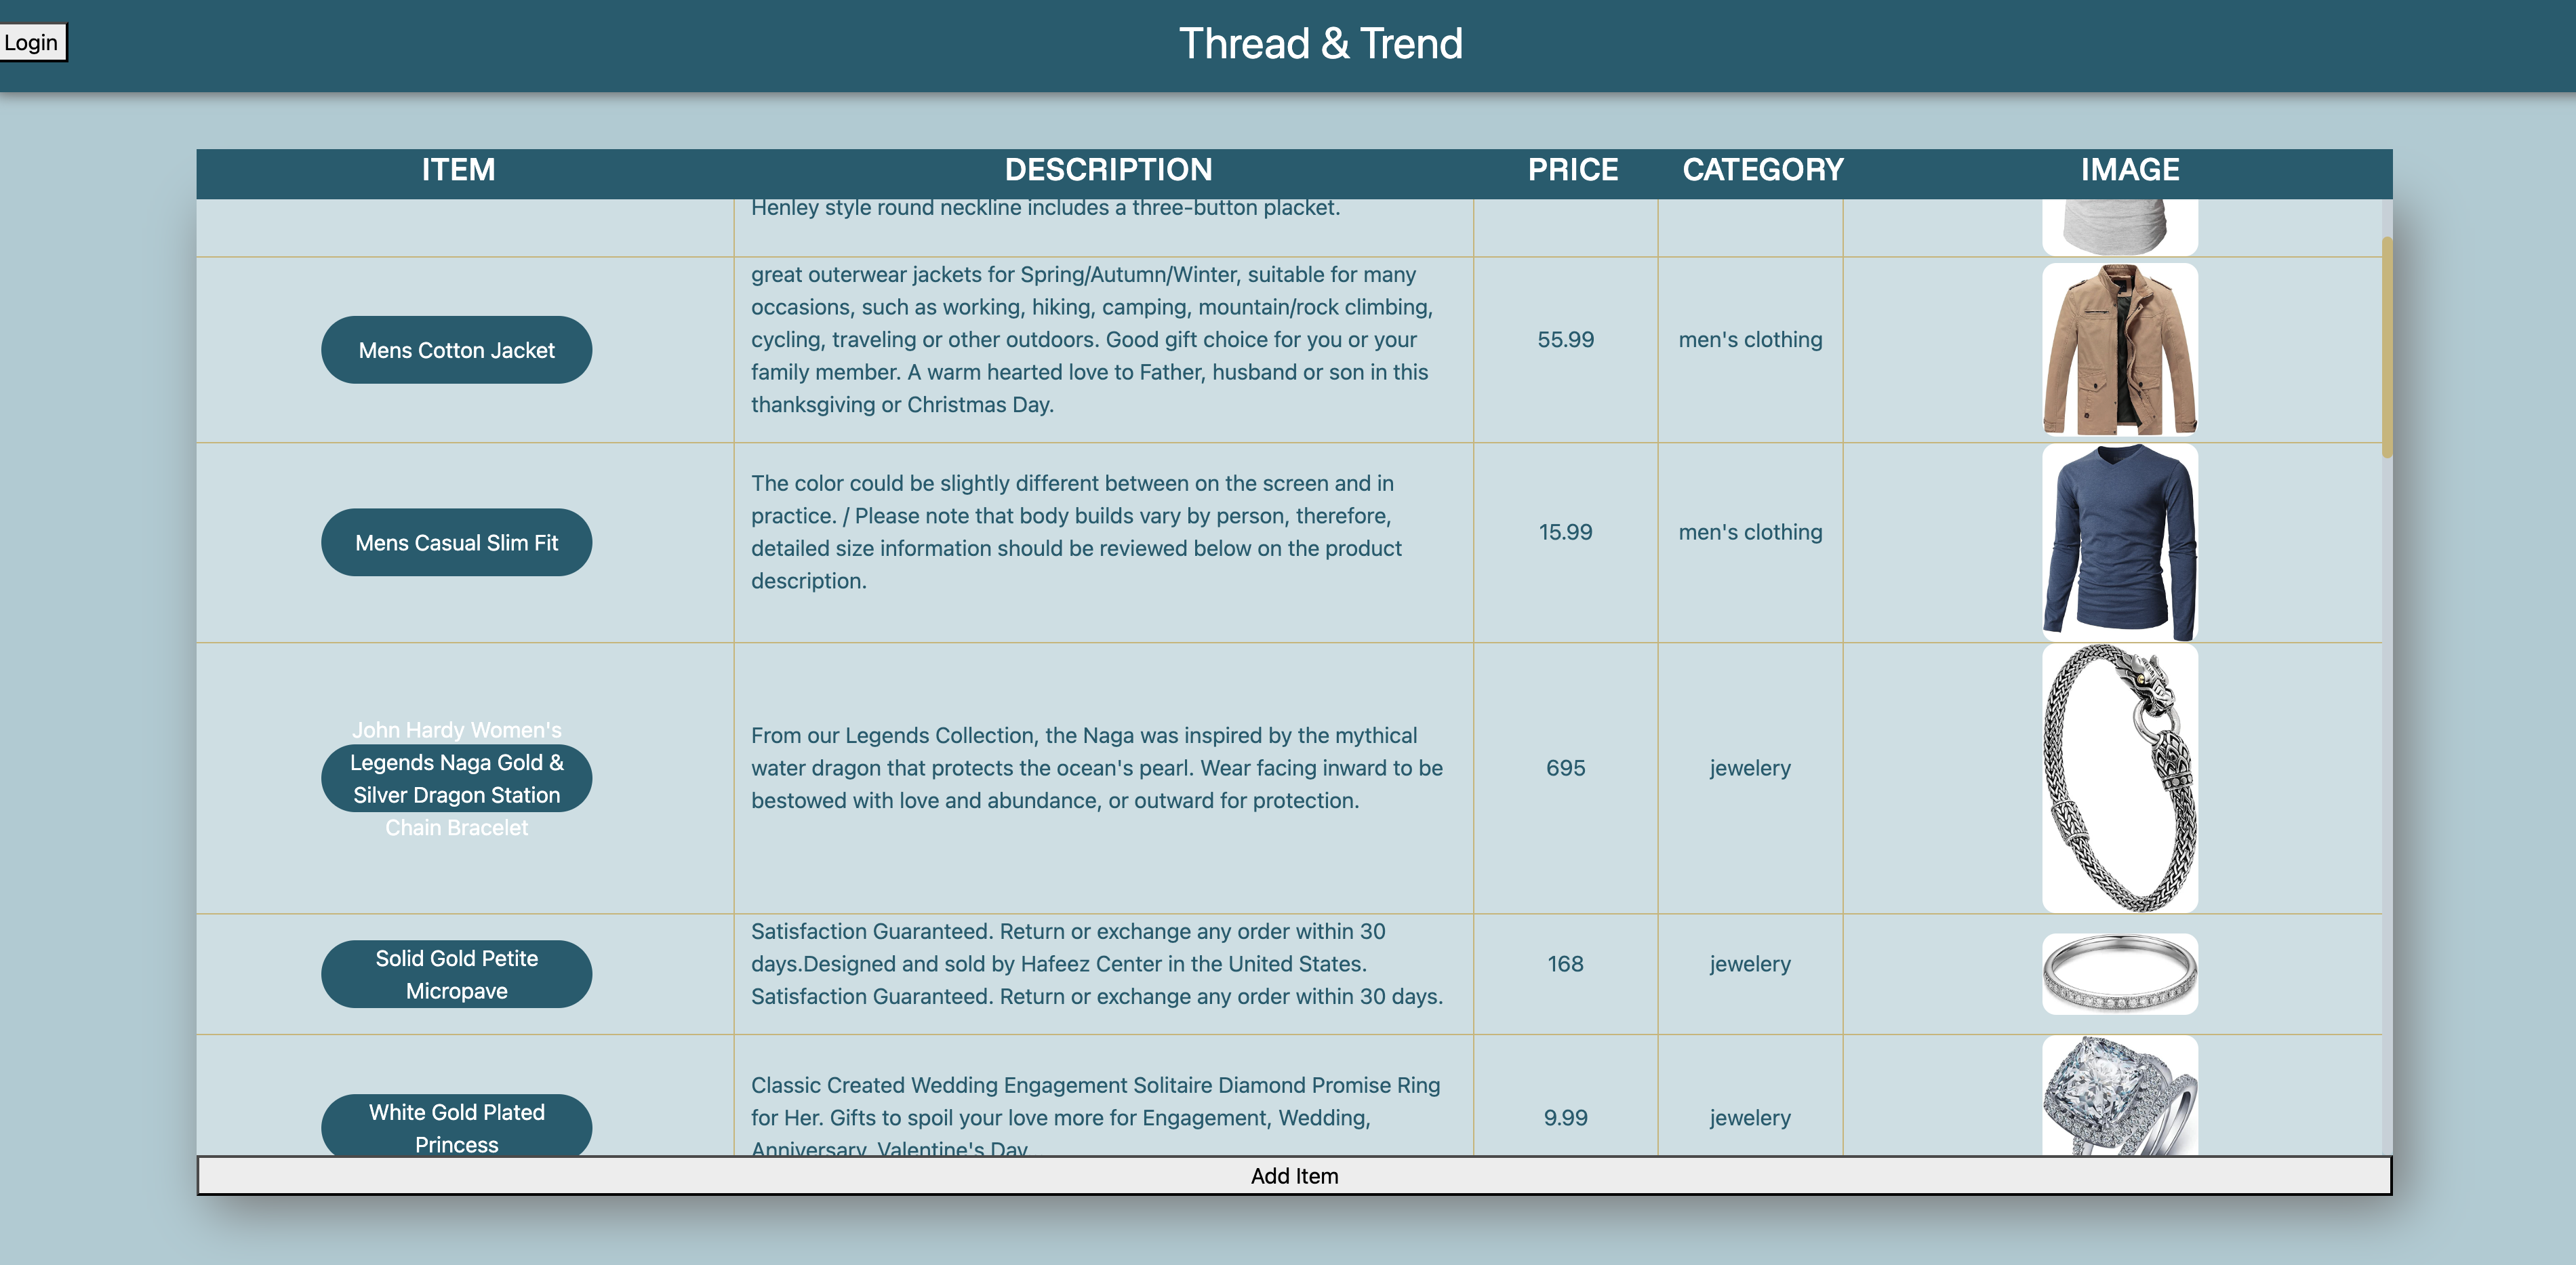 Login
Thread & Trend
ITEM DESCRIPTION PRICE CATEGORY IMAGE
Henley style round neckline includes a three-button placket.
Mens Cotton Jacket
great outerwear jackets for Spring/Autumn/Winter, suitable for many
occasions, such as working, hiking, camping, mountain/rock climbing,
cycling, traveling or other outdoors. Good gift choice for you or your
family member. A warm hearted love to Father, husband or son in this
thanksgiving or Christmas Day.
55.99
men's clothing
Mens Casual Slim Fit
The color could be slightly different between on the screen and in
practice. / Please note that body builds vary by person, therefore,
detailed size information should be reviewed below on the product
description.
15.99
men's clothing
John Hardy Women's
Legends Naga Gold &
Silver Dragon Station
Chain Bracelet
From our Legends Collection, the Naga was inspired by the mythical
water dragon that protects the ocean's pearl. Wear facing inward to be
bestowed with love and abundance, or outward for protection.
695
jewelery
Solid Gold Petite
Micropave
Satisfaction Guaranteed. Return or exchange any order within 30
days.Designed and sold by Hafeez Center in the United States.
Satisfaction Guaranteed. Return or exchange any order within 30 days.
168
jewelery
White Gold Plated
Princess
Classic Created Wedding Engagement Solitaire Diamond Promise Ring
for Her. Gifts to spoil your love more for Engagement, Wedding,
Anniversary, Valentine's Day
9.99
jewelery
Add Item